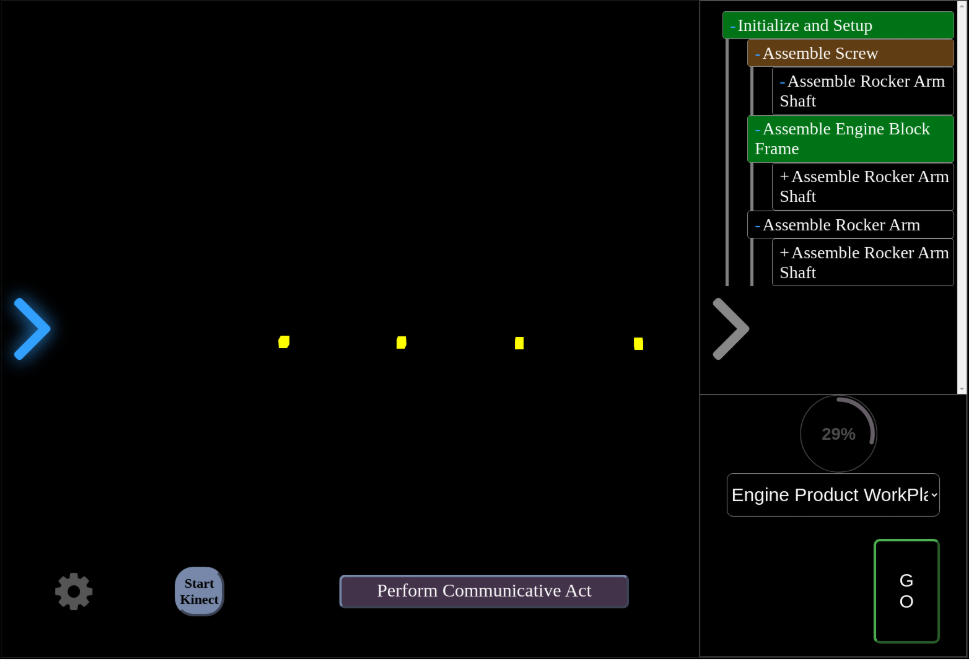 -Initialize and Setup
-Assemble Screw
-Assemble Rocker Arm
Shaft
-Assemble Engine Block
Frame
+Assemble Rocker Arm
Shaft
-Assemble Rocker Arm
+Assemble Rocker Arm
Shaft
29%
Engine Product WorkPla
Start
Kinect
Perform Communicative Act
G
O